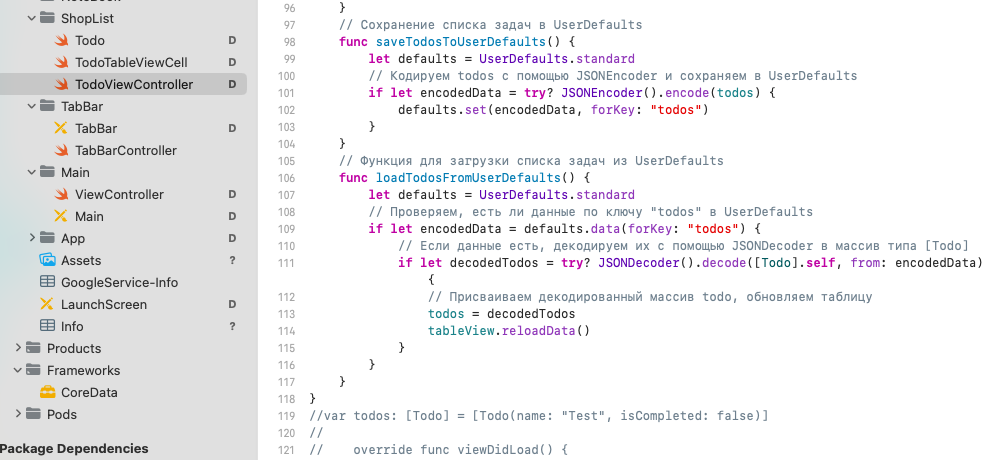 ShopList
Todo D
TodoTableViewCell D
TodoViewController D
TabBar
TabBar D
TabBarController
Main
ViewController D
Main D
App D
Assets ?
GoogleService-Info
LaunchScreen D
Info ?
Products
Frameworks
CoreData
Pods
Package Dependencies
96 }
97 // Сохранение списка задач в UserDefaults
98 func saveTodosToUserDefaults() {
99 let defaults = UserDefaults.standard
100 // Кодируем todos с помощью JSONEncoder и сохраняем в UserDefaults
101 if let encodedData = try? JSONEncoder().encode(todos) {
102 defaults.set(encodedData, forKey: "todos")
103 }
104 }
105 // Функция для загрузки списка задач из UserDefaults
106 func loadTodosFromUserDefaults() {
107 let defaults = UserDefaults.standard
108 // Проверяем, есть ли данные по ключу "todos" в UserDefaults
109 if let encodedData = defaults.data(forKey: "todos") {
110 // Если данные есть, декодируем их с помощью JSONDecoder в массив типа [Todo]
111 if let decodedTodos = try? JSONDecoder().decode([Todo].self, from: encodedData)
{
112 // Присваиваем декодированный массив todo, обновляем таблицу
113 todos = decodedTodos
114 tableView.reloadData()
115 }
116 }
117 }
118 }
119 //var todos: [Todo] = [Todo(name: "Test", isCompleted: false)]
120 //
121 // override func viewDidLoad() {